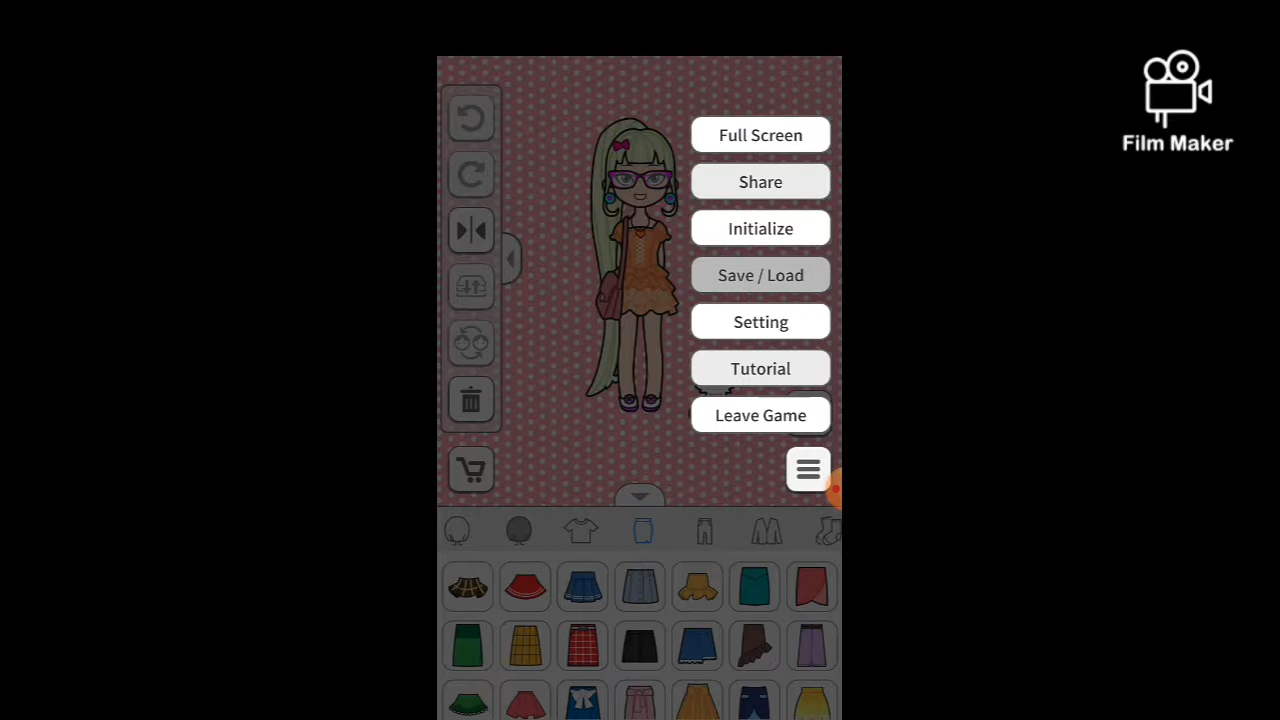 Full Screen
Share
Initialize
Save / Load
Setting
Tutorial
Leave Game
Film Maker